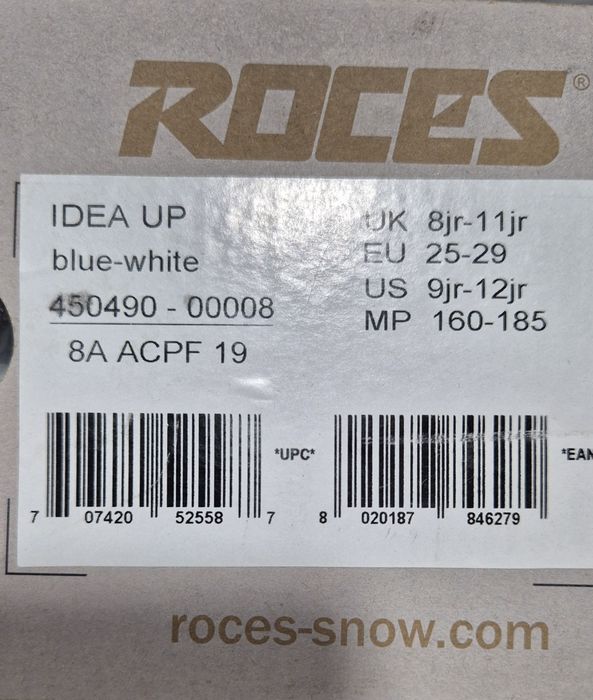 ROCES®
IDEA UP
blue-white
450490 - 00008
8A ACPF 19
UK 8jr-11jr
EU 25-29
US 9jr-12jr
MP 160-185
*UPC*
7 07420 52558 7
*EAN
8 020187 846279
roces-snow.com